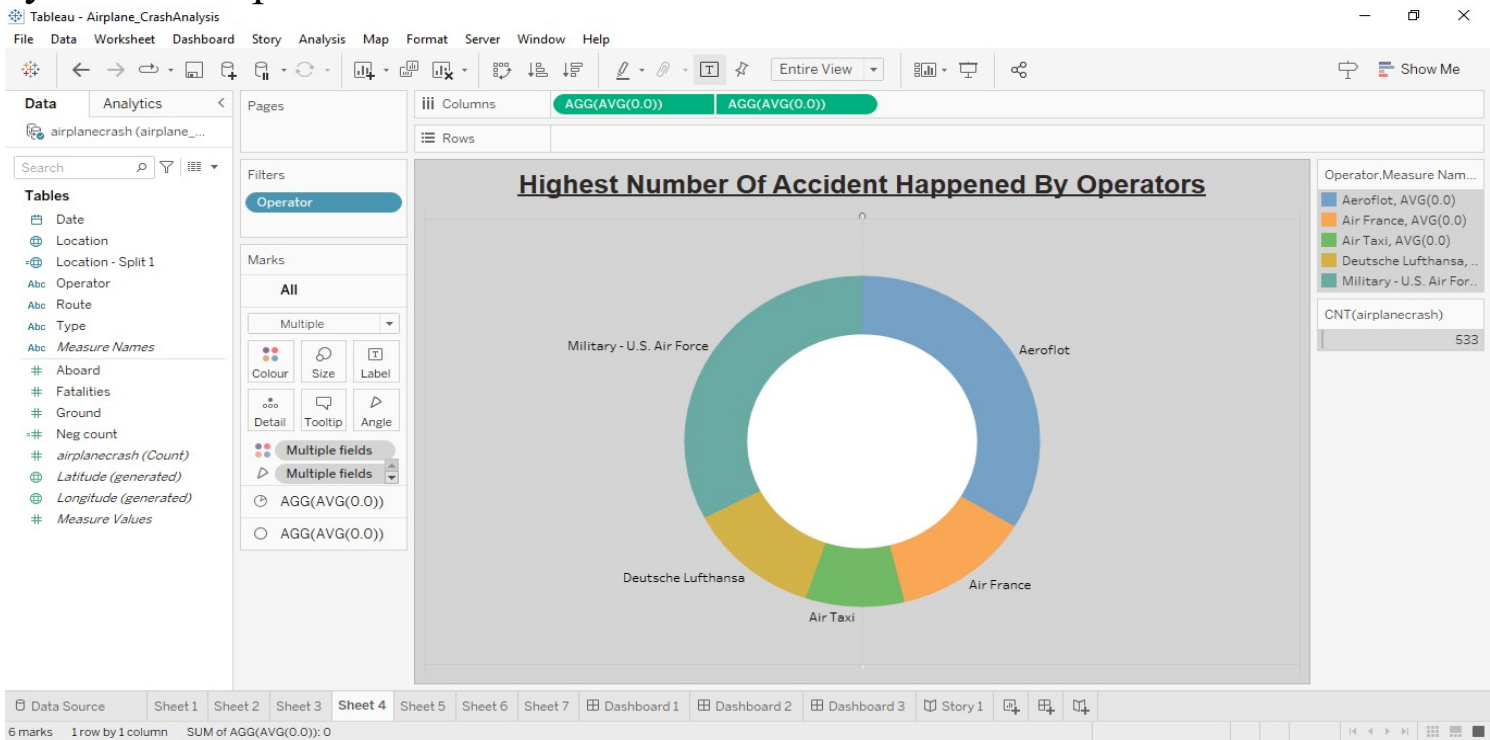 Tableau - Airplane_CrashAnalysis
File Data Worksheet Dashboard Story Analysis Map Format Server Window Help
Entire View
Show Me
Data Analytics
airplanecrash (airplane_...
Search
Tables
Date
Location
Location - Split 1
Abc Operator
Abc Route
Abc Type
Abc Measure Names
# Aboard
# Fatalities
# Ground
=# Neg count
# airplanecrash (Count)
Latitude (generated)
Longitude (generated)
# Measure Values
Pages
Filters
Operator
Marks
All
Multiple
Colour Size Label
Detail Tooltip Angle
Multiple fields
Multiple fields
AGG(AVG(0.0))
AGG(AVG(0.0))
iii Columns AGG(AVG(0.0)) AGG(AVG(0.0))
Rows
Highest Number Of Accident Happened By Operators
Military - U.S. Air Force
Aeroflot
Deutsche Lufthansa
Air France
Air Taxi
Operator,Measure Nam...
Aeroflot, AVG(0.0)
Air France, AVG(0.0)
Air Taxi, AVG(0.0)
Deutsche Lufthansa, ..
Military - U.S. Air For..
CNT(airplanecrash)
533
Data Source Sheet 1 Sheet 2 Sheet 3 Sheet 4 Sheet 5 Sheet 6 Sheet 7 Dashboard 1 Dashboard 2 Dashboard 3 Story 1
6 marks 1 row by 1 column SUM of AGG(AVG(0.0)): 0